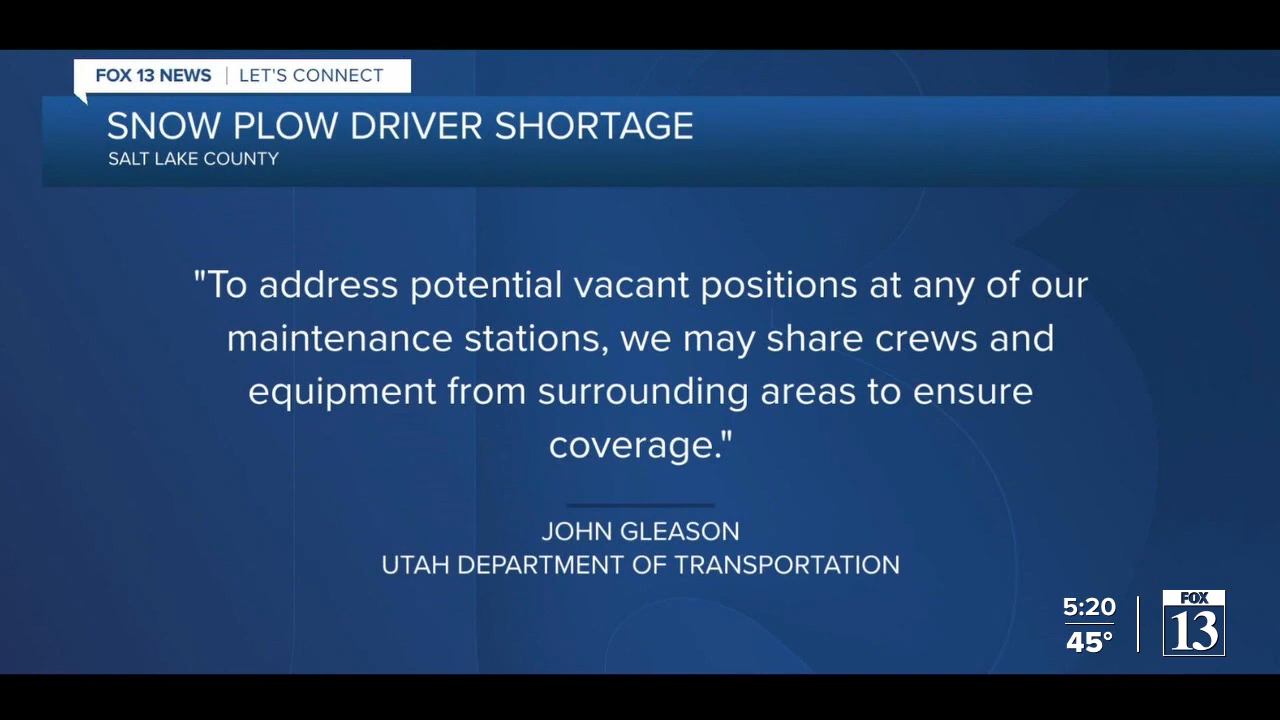 FOX 13 NEWS | LET'S CONNECT
SNOW PLOW DRIVER SHORTAGE
SALT LAKE COUNTY
"To address potential vacant positions at any of our
maintenance stations, we may share crews and
equipment from surrounding areas to ensure
coverage."
JOHN GLEASON
UTAH DEPARTMENT OF TRANSPORTATION
5:20
45°
FOX
13